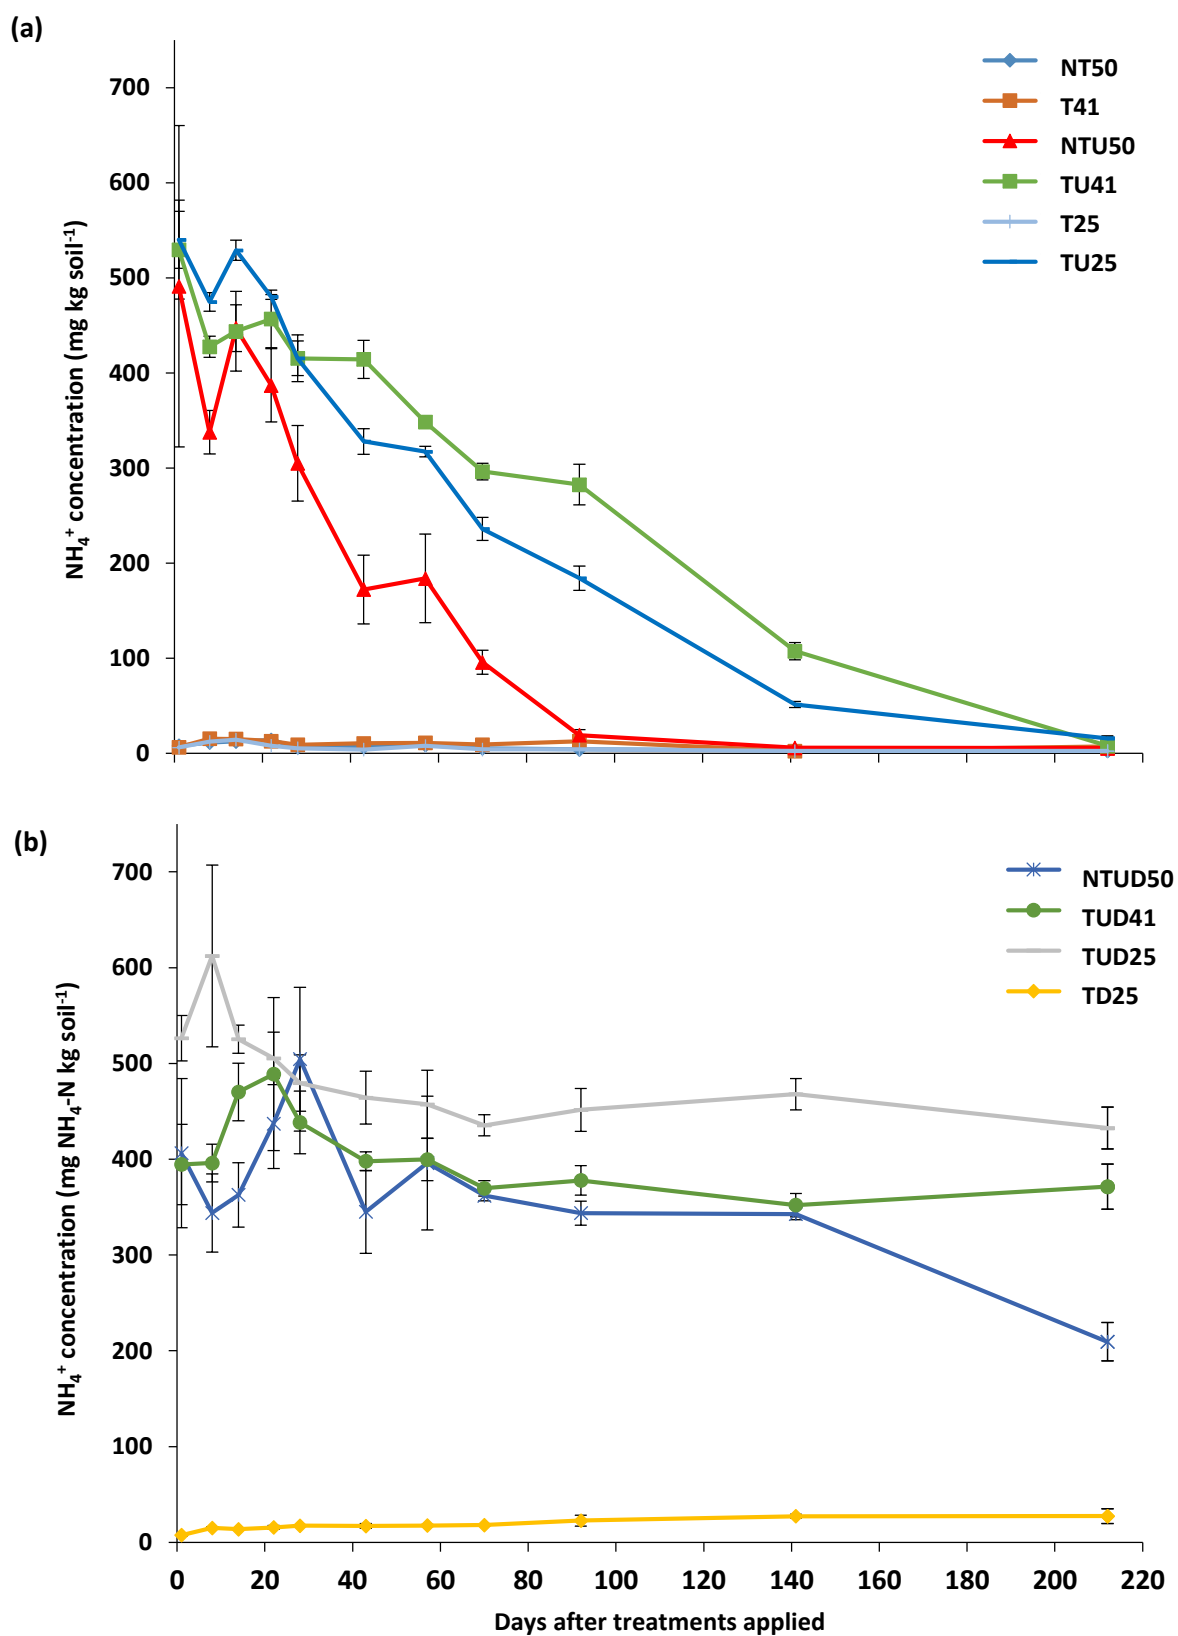 (a)
700
600
500
400
300
200
100
0
NH₄⁺ concentration (mg kg soil⁻¹)
NT50
T41
NTU50
TU41
T25
TU25
(b)
700
600
500
400
300
200
100
0
NH₄⁺ concentration (mg NH₄-N kg soil⁻¹)
NTUD50
TUD41
TUD25
TD25
0 20 40 60 80 100 120 140 160 180 200 220
Days after treatments applied